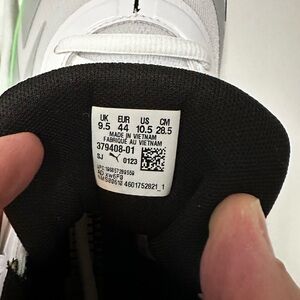 UK EUR US CM
9.5 44 10.5 28.5
MADE IN VIETNAM
FABRIQUÉ AU VIETNAM
379408-01
SJ 0123
4601752821_1